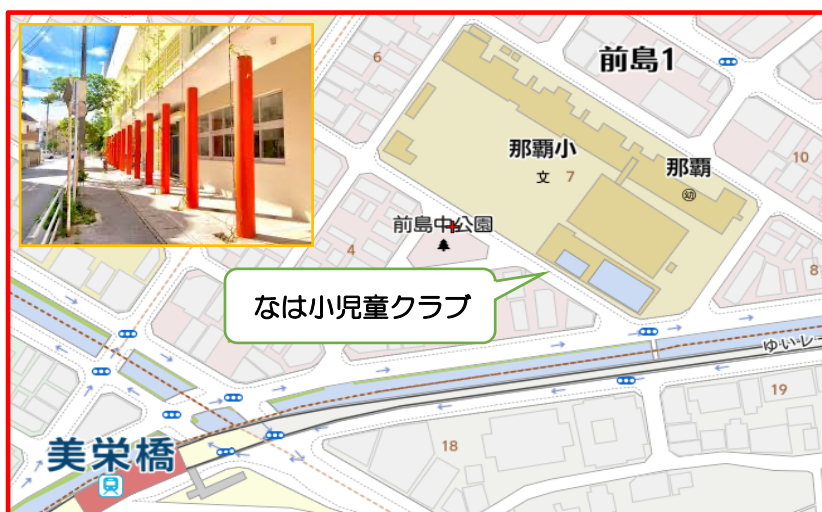 前島1
6
那覇小
文 7
那覇
幼
10
前島中公園
4
8
なは小児童クラブ
ゆいレー
19
18
美栄橋